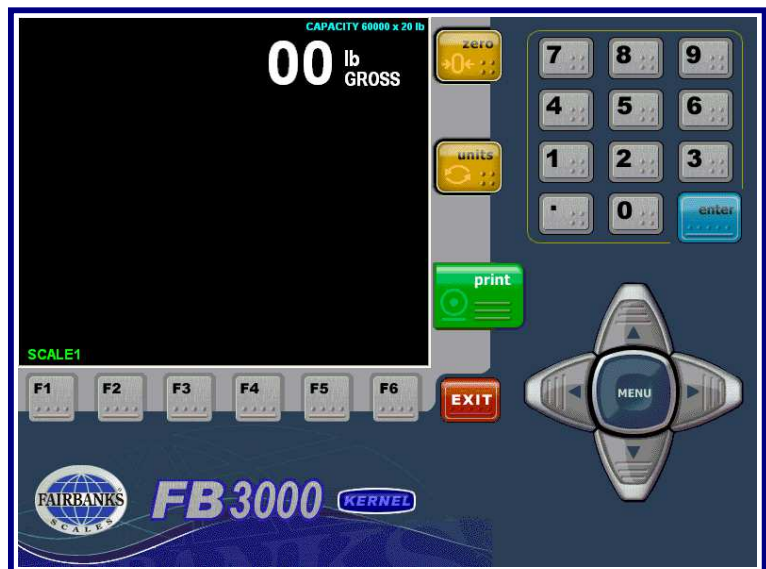 CAPACITY 60000 x 20 lb
00 lb
GROSS
SCALE1
zero
units
print
EXIT
7 8 9
4 5 6
1 2 3
. 0 enter
MENU
F1 F2 F3 F4 F5 F6
FAIRBANKS
SCALES
FB3000 KERNEL